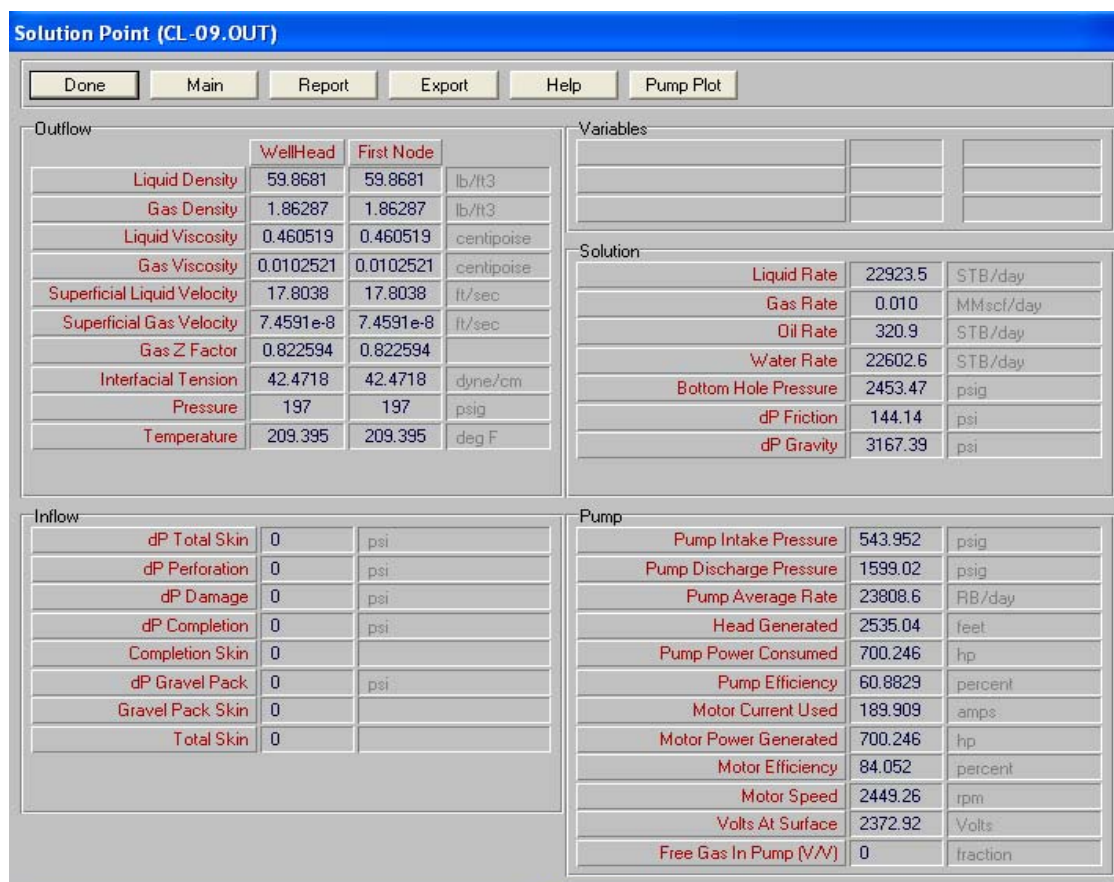 Solution Point (CL-09.OUT)
Done Main Report Export Help Pump Plot
Outflow
WellHead First Node
Liquid Density 59.8681 59.8681 lb/ft3
Gas Density 1.86287 1.86287 lb/ft3
Liquid Viscosity 0.460519 0.460519 centipoise
Gas Viscosity 0.0102521 0.0102521 centipoise
Superficial Liquid Velocity 17.8038 17.8038 ft/sec
Superficial Gas Velocity 7.4591e-8 7.4591e-8 ft/sec
Gas Z Factor 0.822594 0.822594
Interfacial Tension 42.4718 42.4718 dyne/cm
Pressure 197 197 psig
Temperature 209.395 209.395 deg F
Variables
Solution
Liquid Rate 22923.5 STB/day
Gas Rate 0.010 MMscf/day
Oil Rate 320.9 STB/day
Water Rate 22602.6 STB/day
Bottom Hole Pressure 2453.47 psig
dP Friction 144.14 psi
dP Gravity 3167.39 psi
Inflow
dP Total Skin 0 psi
dP Perforation 0 psi
dP Damage 0 psi
dP Completion 0 psi
Completion Skin 0
dP Gravel Pack 0 psi
Gravel Pack Skin 0
Total Skin 0
Pump
Pump Intake Pressure 543.952 psig
Pump Discharge Pressure 1599.02 psig
Pump Average Rate 23808.6 RB/day
Head Generated 2535.04 feet
Pump Power Consumed 700.246 hp
Pump Efficiency 60.8829 percent
Motor Current Used 189.909 amps
Motor Power Generated 700.246 hp
Motor Efficiency 84.052 percent
Motor Speed 2449.26 rpm
Volts At Surface 2372.92 Volts
Free Gas In Pump (V/V) 0 fraction